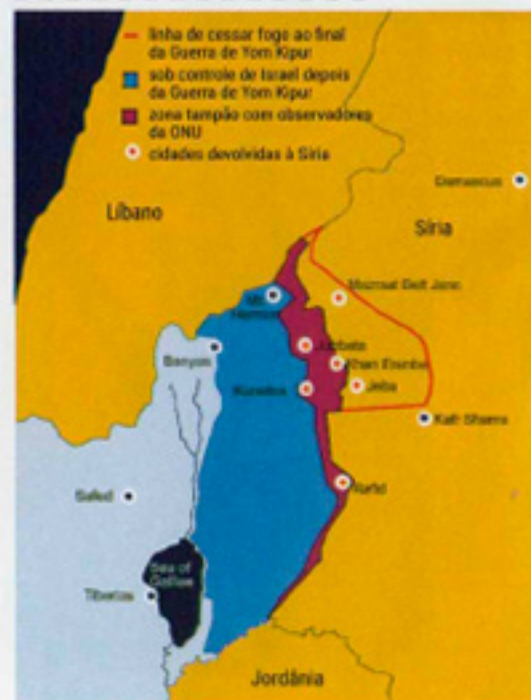 linha de cessar fogo ao final
da Guerra de Yom Kipur
sob controle de Israel depois
da Guerra de Yom Kipur
zona tampão com observadores
da ONU
cidades devolvidas à Síria
Damascus
Líbano
Síria
Mt.
Hermon
Banyas
Khan
Jeba
Kafr Shams
Safed
Sea of
Galilee
Tiberias
Jordânia